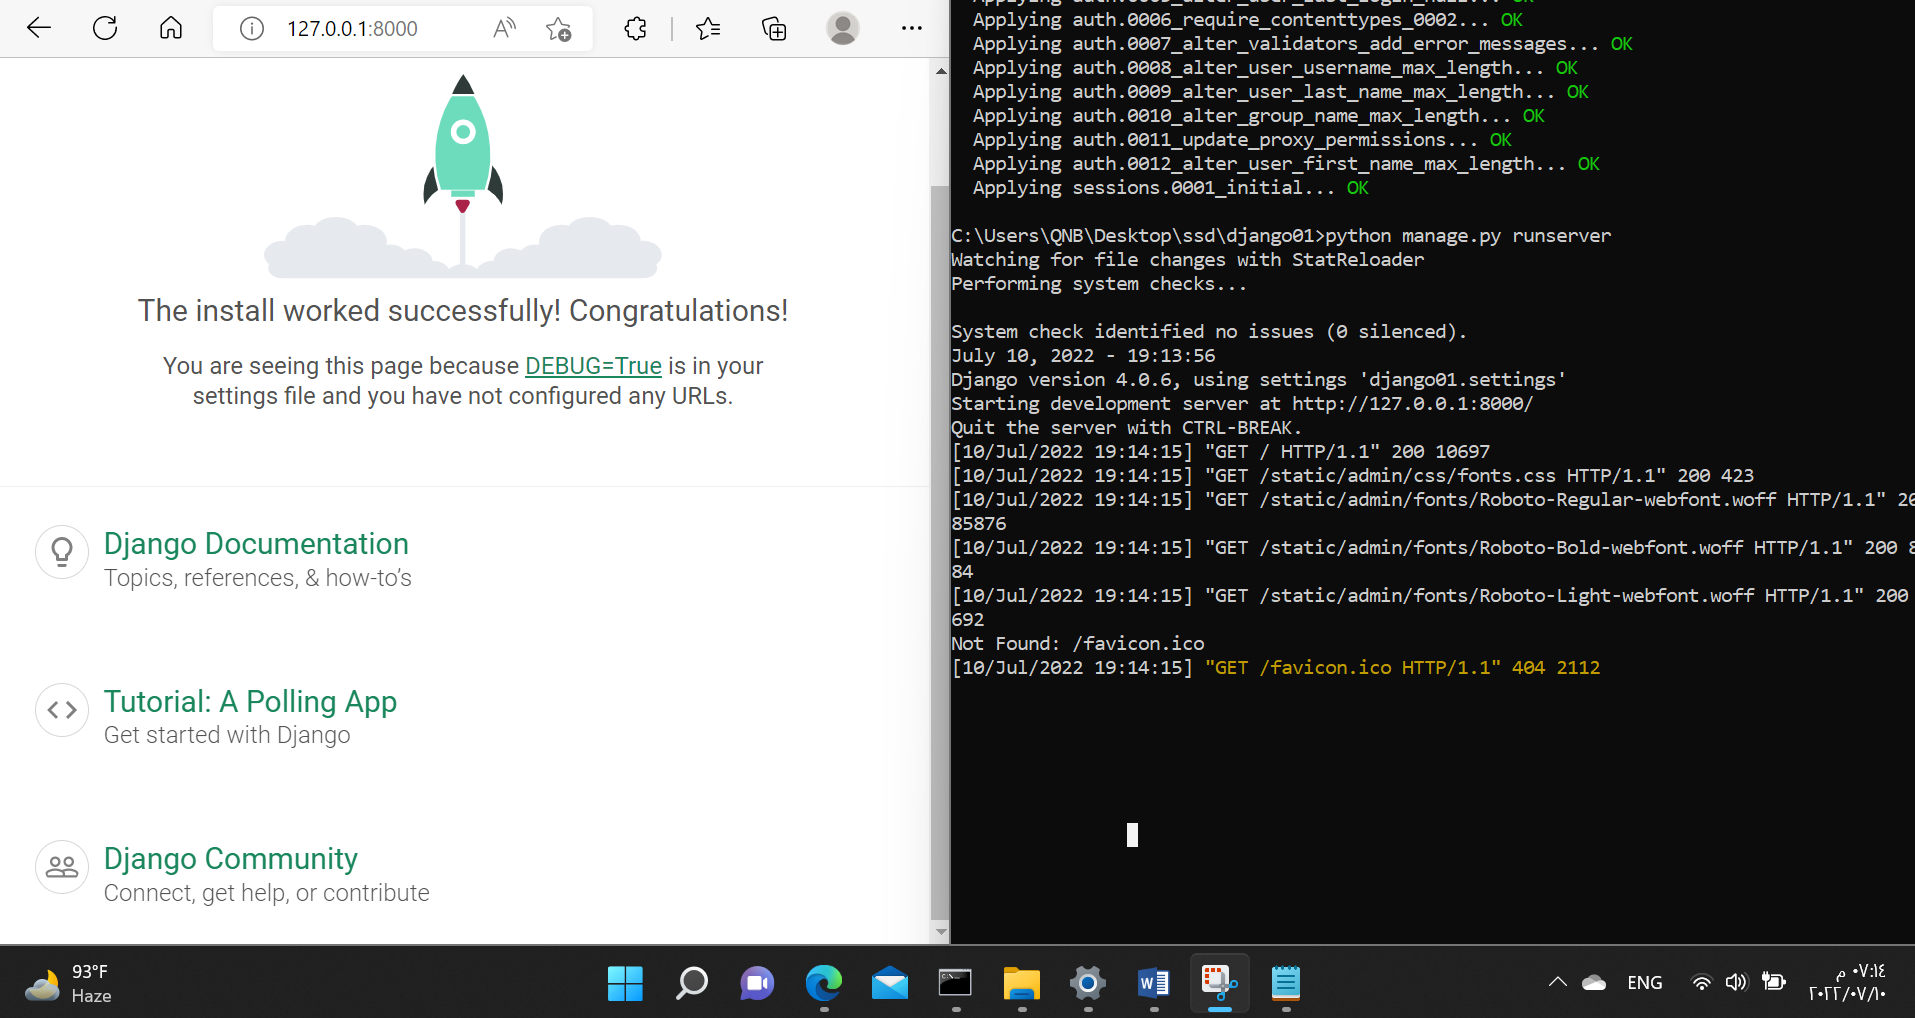 127.0.0.1:8000
The install worked successfully! Congratulations!
You are seeing this page because DEBUG=True is in your
settings file and you have not configured any URLs.
Django Documentation
Topics, references, & how-to’s
Tutorial: A Polling App
Get started with Django
Django Community
Connect, get help, or contribute
Applying auth.0006_require_contenttypes_0002... OK
Applying auth.0007_alter_validators_add_error_messages... OK
Applying auth.0008_alter_user_username_max_length... OK
Applying auth.0009_alter_user_last_name_max_length... OK
Applying auth.0010_alter_group_name_max_length... OK
Applying auth.0011_update_proxy_permissions... OK
Applying auth.0012_alter_user_first_name_max_length... OK
Applying sessions.0001_initial... OK
C:\Users\QNB\Desktop\ssd\django01>python manage.py runserver
Watching for file changes with StatReloader
Performing system checks...
System check identified no issues (0 silenced).
July 10, 2022 - 19:13:56
Django version 4.0.6, using settings 'django01.settings'
Starting development server at http://127.0.0.1:8000/
Quit the server with CTRL-BREAK.
[10/Jul/2022 19:14:15] "GET / HTTP/1.1" 200 10697
[10/Jul/2022 19:14:15] "GET /static/admin/css/fonts.css HTTP/1.1" 200 423
[10/Jul/2022 19:14:15] "GET /static/admin/fonts/Roboto-Regular-webfont.woff HTTP/1.1" 20
85876
[10/Jul/2022 19:14:15] "GET /static/admin/fonts/Roboto-Bold-webfont.woff HTTP/1.1" 200 8
84
[10/Jul/2022 19:14:15] "GET /static/admin/fonts/Roboto-Light-webfont.woff HTTP/1.1" 200
692
Not Found: /favicon.ico
[10/Jul/2022 19:14:15] "GET /favicon.ico HTTP/1.1" 404 2112
93°F
Haze
ENG
٠٧:١٤ م
٢٠٢٢/٠٧/١٠